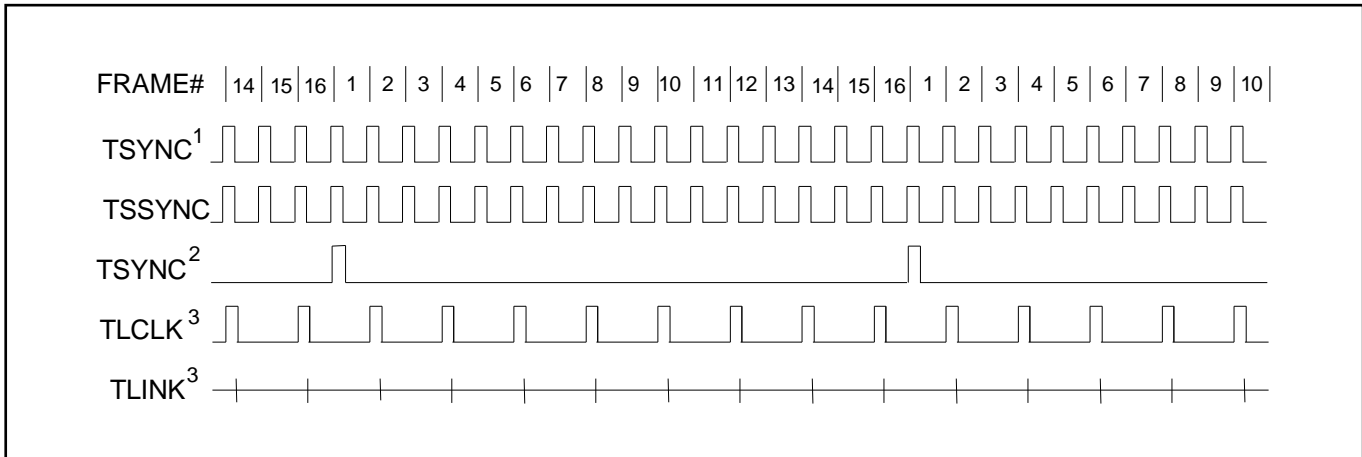 FRAME# 14 15 16 1 2 3 4 5 6 7 8 9 10 11 12 13 14 15 16 1 2 3 4 5 6 7 8 9 10
TSYNC¹
TSSYNC
TSYNC²
TLCLK³
TLINK³